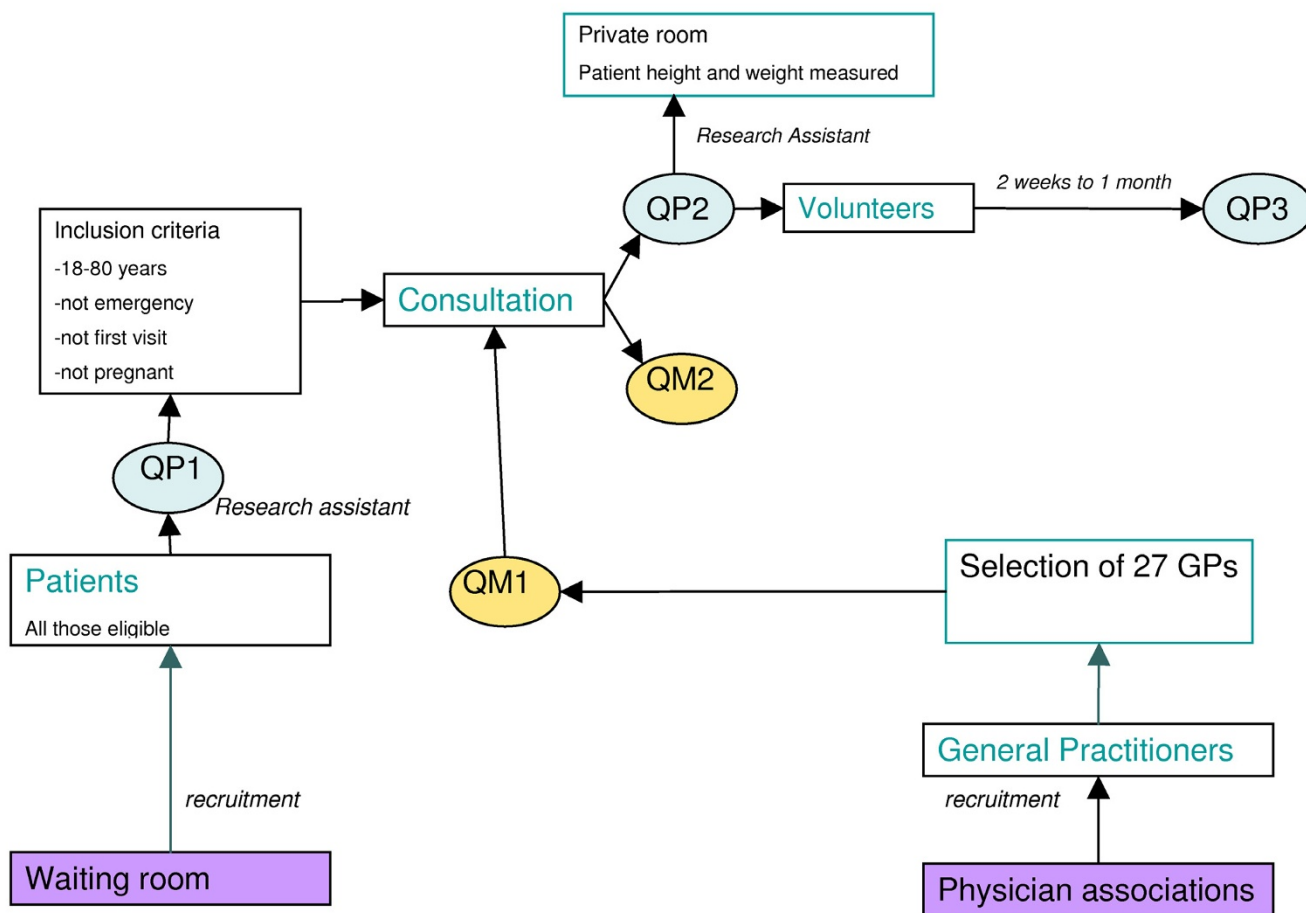 Private room
Patient height and weight measured
Research Assistant
QP2
Volunteers
2 weeks to 1 month
QP3
Inclusion criteria
-18-80 years
-not emergency
-not first visit
-not pregnant
Consultation
QM2
QP1
Research assistant
Patients
All those eligible
QM1
Selection of 27 GPs
General Practitioners
recruitment
recruitment
Waiting room
Physician associations